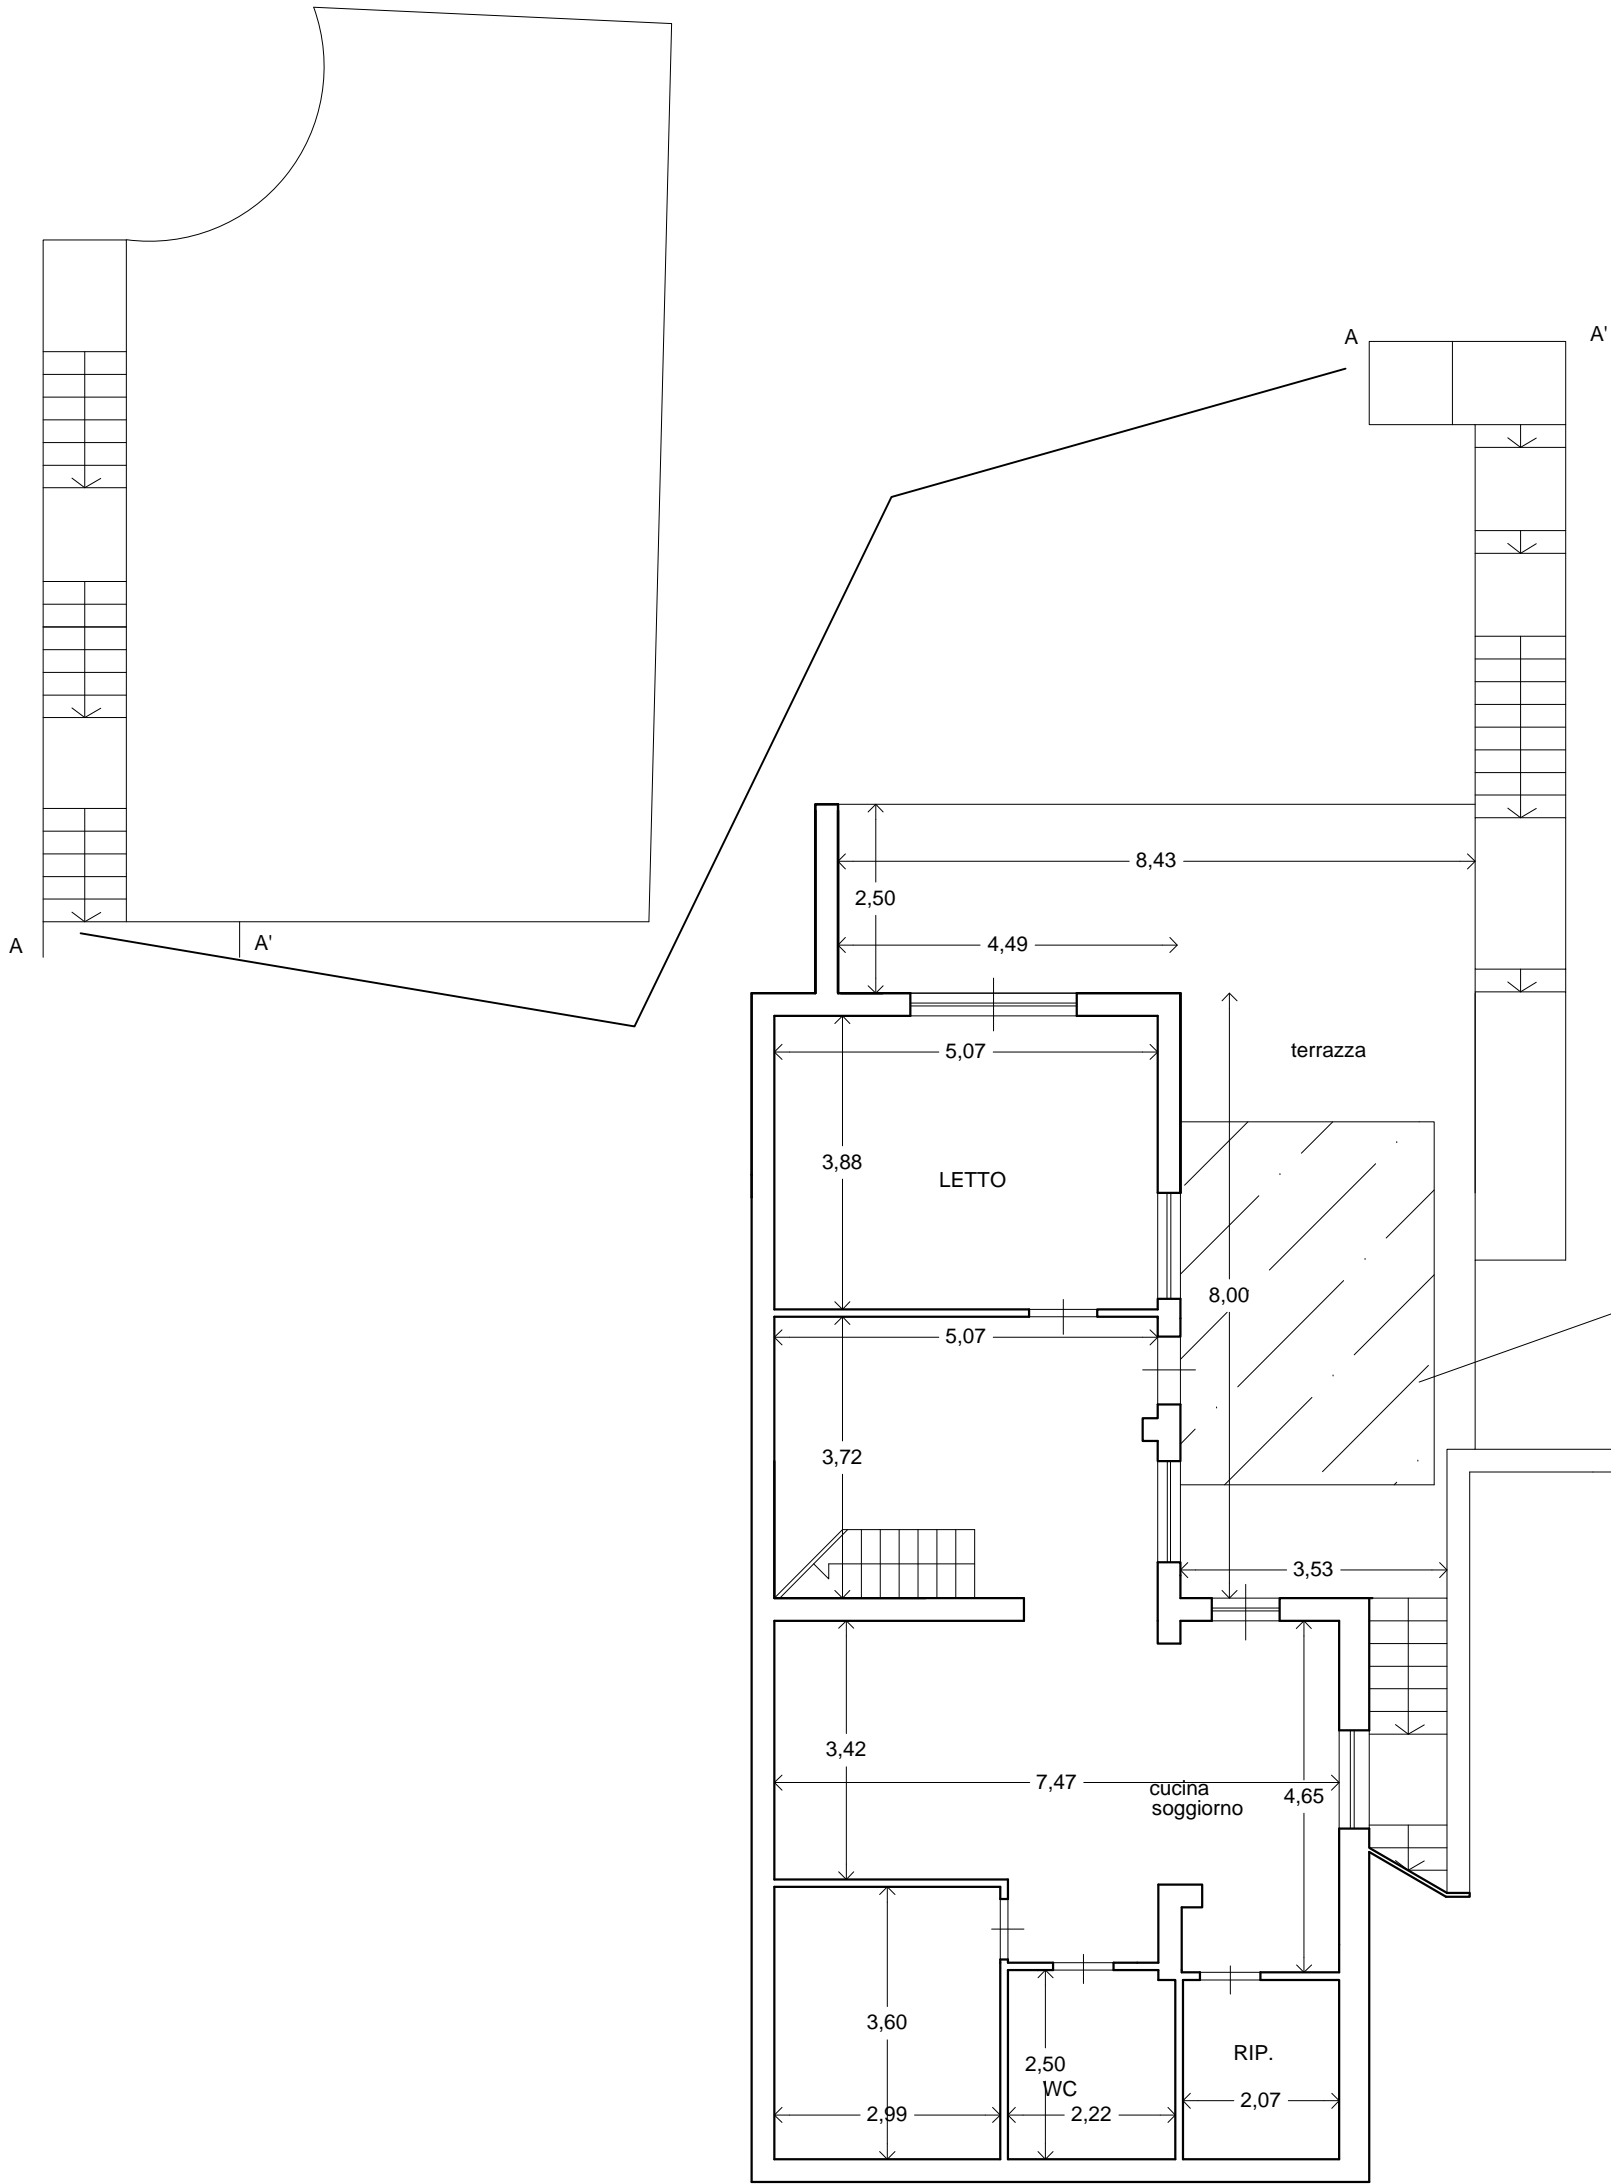 A
A'
8,43
2,50
4,49
A
A'
5,07
terrazza
3,88
LETTO
8,00
5,07
3,72
3,53
3,42
7,47
cucina
soggiorno
4,65
3,60
2,50
RIP.
WC
2,99
2,22
2,07